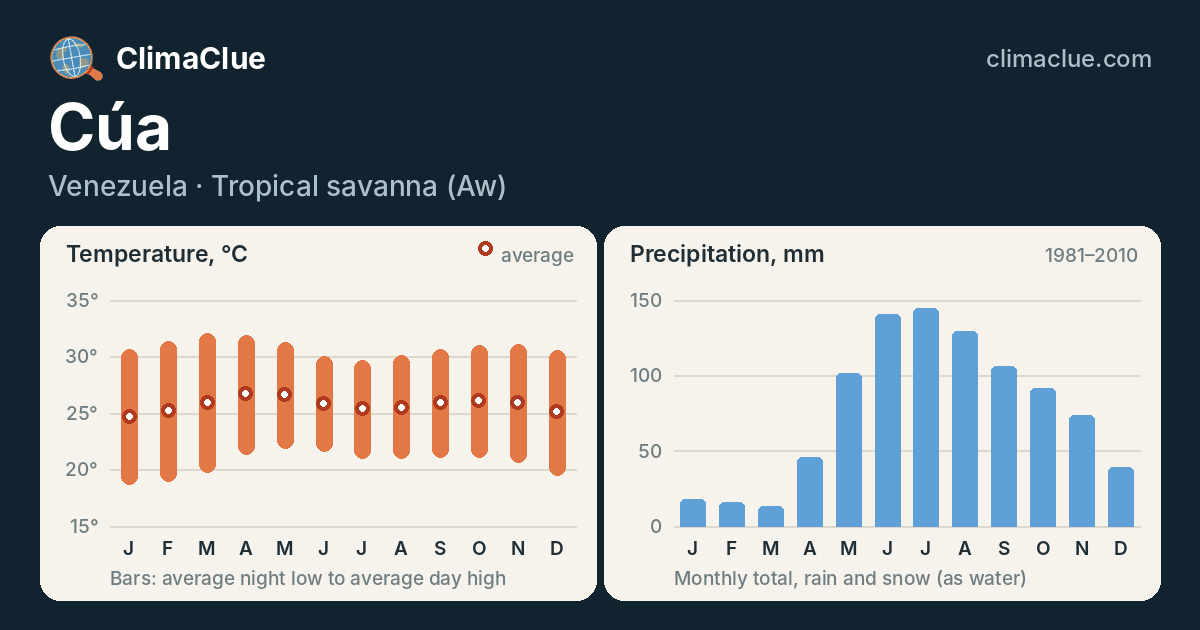 ClimaClue
climaclue.com
Cúa
Venezuela · Tropical savanna (Aw)
Temperature, °C
average
35°
30°
25°
20°
15°
J F M A M J J A S O N D
Bars: average night low to average day high
Precipitation, mm
1981–2010
150
100
50
0
J F M A M J J A S O N D
Monthly total, rain and snow (as water)